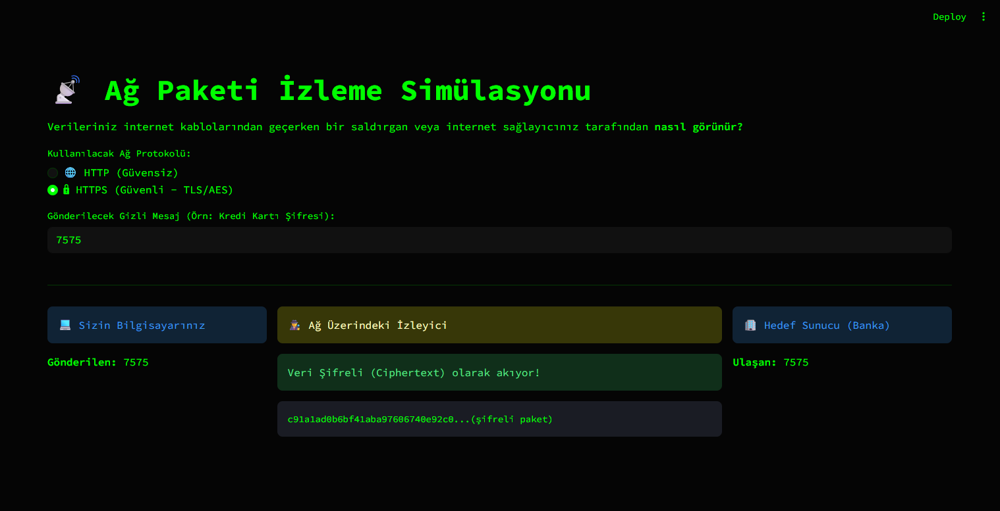 Deploy
Ağ Paketi İzleme Simülasyonu
Verileriniz internet kablolarından geçerken bir saldırgan veya internet sağlayıcınız tarafından nasıl görünür?
Kullanılacak Ağ Protokolü:
HTTP (Güvensiz)
HTTPS (Güvenli - TLS/AES)
Gönderilecek Gizli Mesaj (Örn: Kredi Kartı Şifresi):
7575
Sizin Bilgisayarınız
Ağ Üzerindeki İzleyici
Hedef Sunucu (Banka)
Gönderilen: 7575
Veri Şifreli (Ciphertext) olarak akıyor!
Ulaşan: 7575
c91a1ad0b6bf41aba97606740e92c0...(şifreli paket)